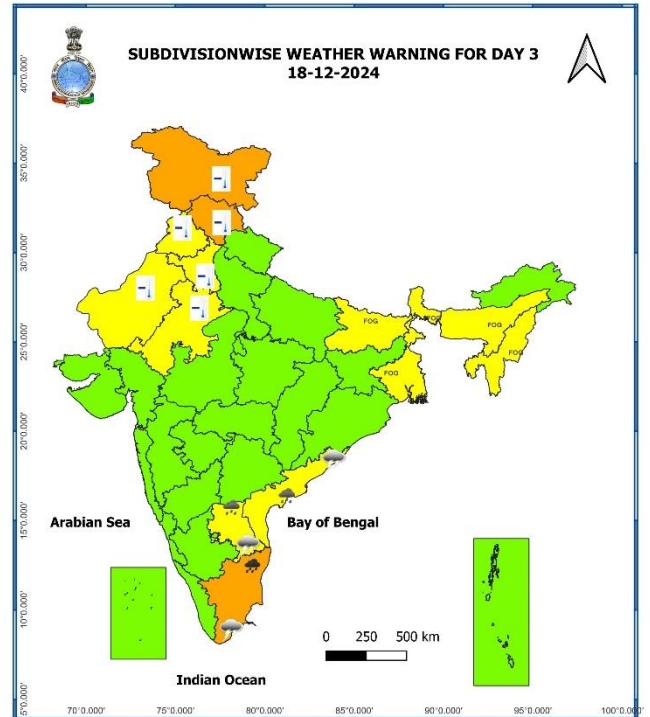 SUBDIVISIONWISE WEATHER WARNING FOR DAY 3
18-12-2024
40°0.000'
35°0.000'
30°0.000'
25°0.000'
20°0.000'
15°0.000'
10°0.000'
5°0.000'
FOG
FOG
FOG
FOG
FOG
Arabian Sea
Bay of Bengal
0 250 500 km
Indian Ocean
70°0.000' 75°0.000' 80°0.000' 85°0.000' 90°0.000' 95°0.000' 100°0.000'